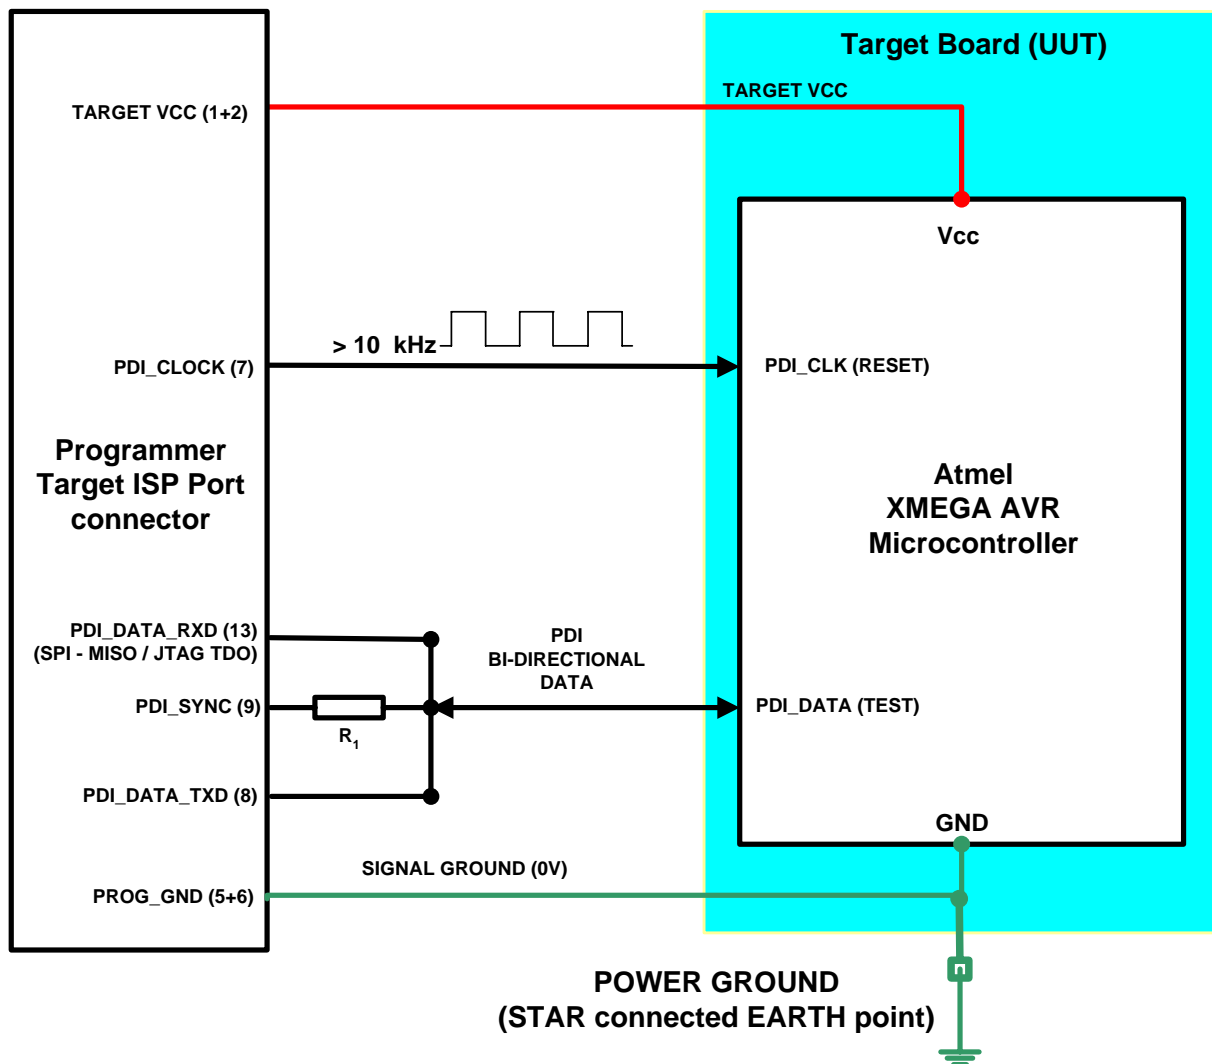 Target Board (UUT)
TARGET VCC
TARGET VCC (1+2)
Vcc
> 10 kHz
PDI_CLOCK (7)
PDI_CLK (RESET)
Programmer
Target ISP Port
connector
Atmel
XMEGA AVR
Microcontroller
PDI_DATA_RXD (13)
(SPI - MISO / JTAG TDO)
PDI
BI-DIRECTIONAL
DATA
PDI_SYNC (9)
R1
PDI_DATA (TEST)
PDI_DATA_TXD (8)
GND
SIGNAL GROUND (0V)
PROG_GND (5+6)
POWER GROUND
(STAR connected EARTH point)